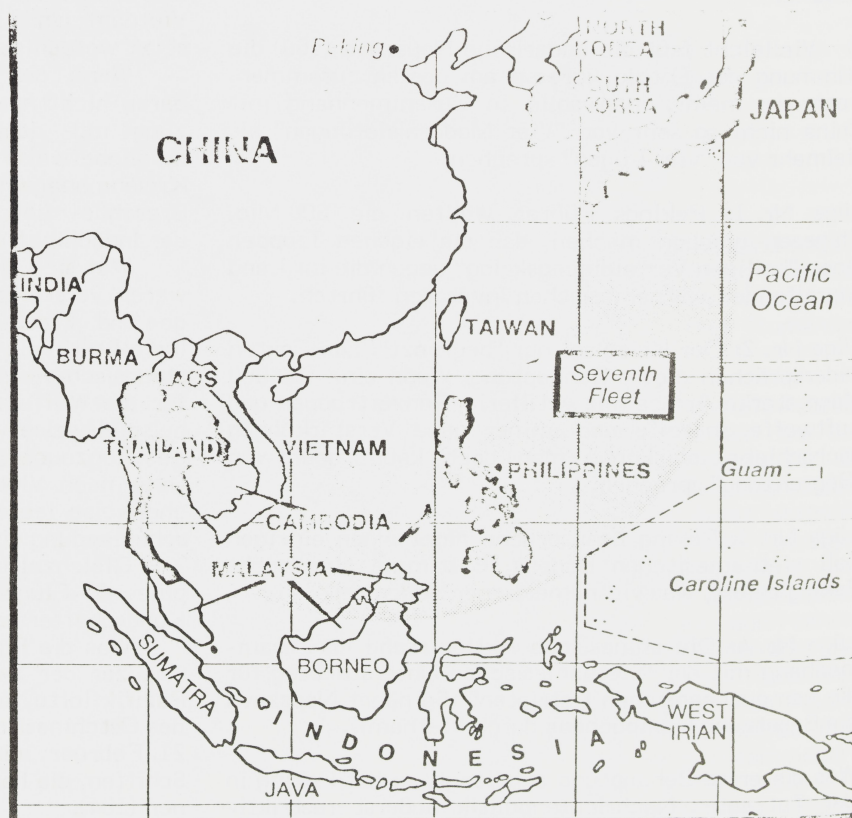 NORTH
KOREA
Peking
SOUTH
KOREA
JAPAN
CHINA
Pacific
Ocean
INDIA
TAIWAN
BURMA
LAOS
Seventh
Fleet
THAILAND
VIETNAM
PHILIPPINES
Guam
CAMBODIA
MALAYSIA
Caroline Islands
SUMATRA
BORNEO
WEST
IRIAN
INDONESIA
JAVA